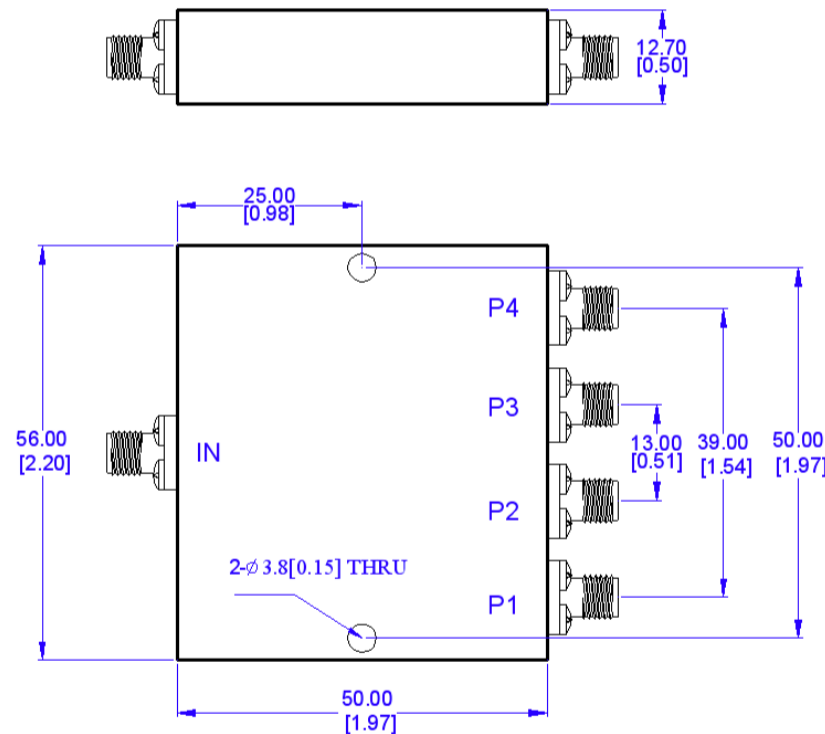 12.70
[0.50]
25.00
[0.98]
P4
P3
56.00
[2.20]
IN
13.00
[0.51]
39.00
[1.54]
50.00
[1.97]
P2
2-⌀3.8[0.15] THRU
P1
50.00
[1.97]